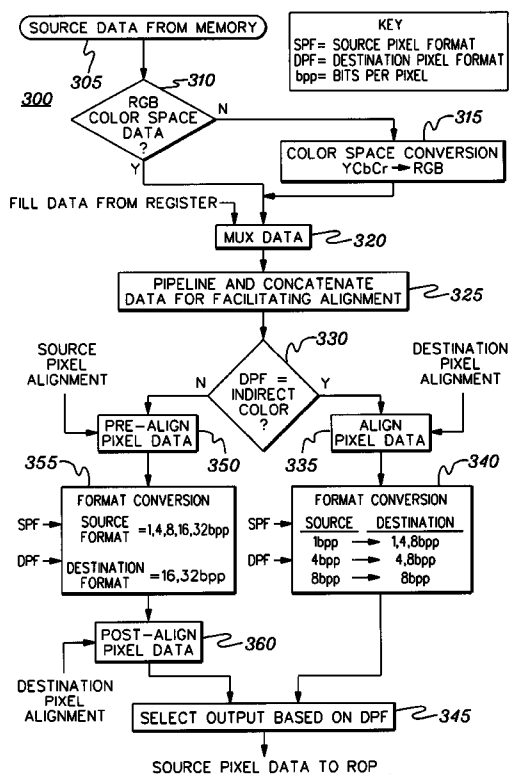 SOURCE DATA FROM MEMORY
305
300
310
RGB
COLOR SPACE
DATA
?
N
Y
KEY
SPF= SOURCE PIXEL FORMAT
DPF= DESTINATION PIXEL FORMAT
bpp= BITS PER PIXEL
315
COLOR SPACE CONVERSION
YCbCr → RGB
FILL DATA FROM REGISTER
MUX DATA
320
PIPELINE AND CONCATENATE
DATA FOR FACILITATING ALIGNMENT
325
330
DPF =
INDIRECT
COLOR
?
N
Y
SOURCE
PIXEL
ALIGNMENT
DESTINATION
PIXEL
ALIGNMENT
PRE-ALIGN
PIXEL DATA
350
ALIGN
PIXEL DATA
335
355
FORMAT CONVERSION
SOURCE
FORMAT =1,4,8,16,32bpp
DESTINATION
FORMAT =16,32bpp
SPF
DPF
340
FORMAT CONVERSION
SOURCE DESTINATION
1bpp → 1,4,8bpp
4bpp → 4,8bpp
8bpp → 8bpp
SPF
DPF
POST-ALIGN
PIXEL DATA
360
DESTINATION
PIXEL
ALIGNMENT
SELECT OUTPUT BASED ON DPF
345
SOURCE PIXEL DATA TO ROP